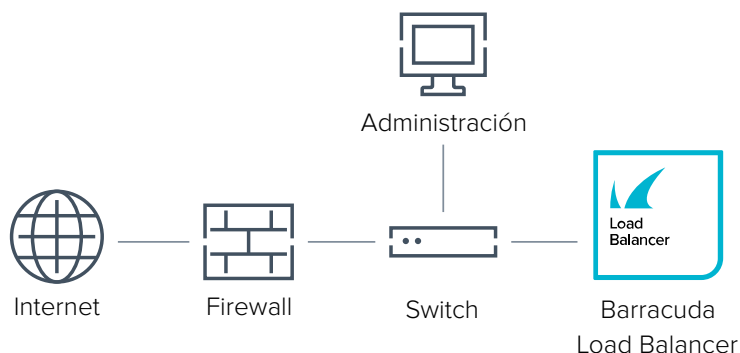 Administración
Load
Balancer
Internet
Firewall
Switch
Barracuda
Load Balancer